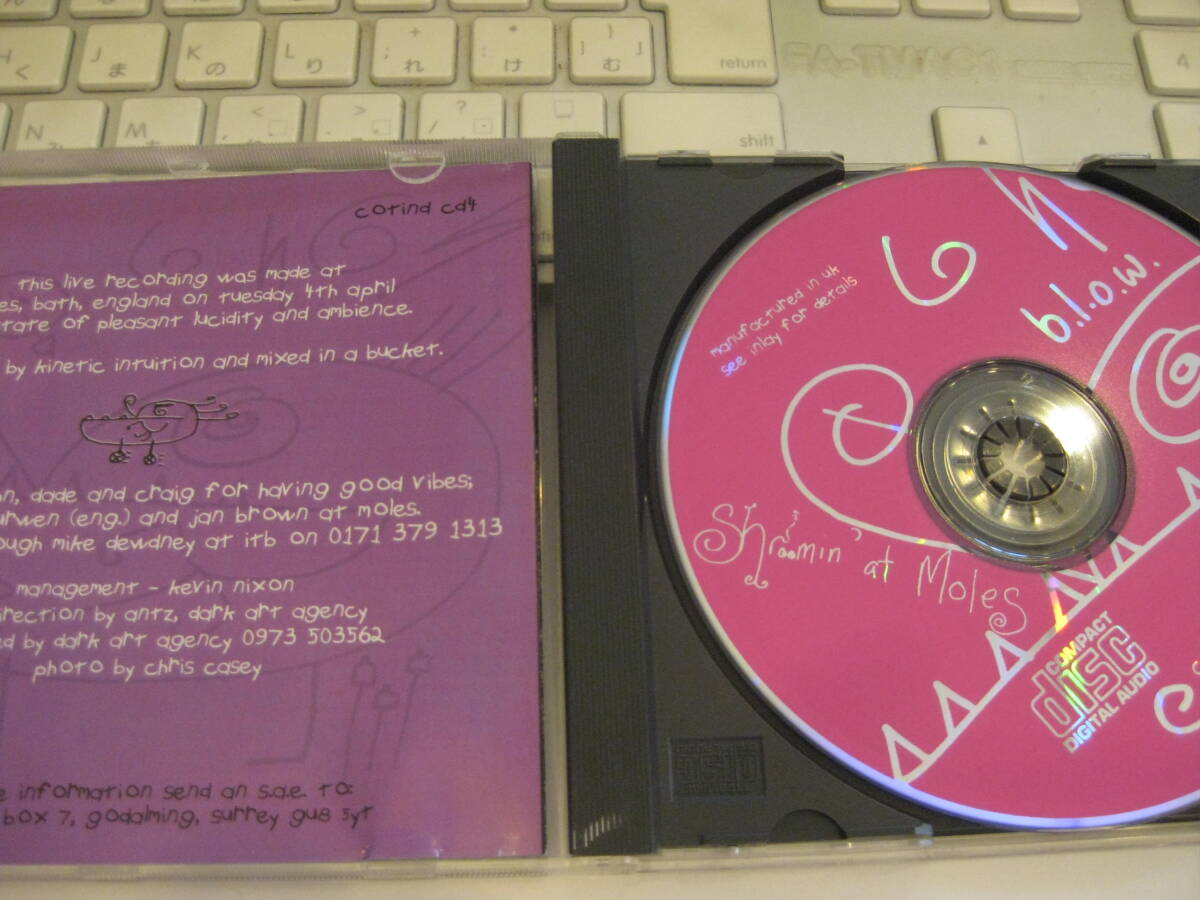 H く
J ま
K の
L り
+ ; れ
* : け
} ] 」 む
return
4
N み
M も
< ,
> .
? /
shift
▲
corind cd4
this live recording was made at
es, bath, england on tuesday 4th april
tate of pleasant lucidity and ambience.
by kinetic intuition and mixed in a bucket.
n, dade and craig for having good vibes;
urwen (eng.) and jan brown at moles.
ough mike dewdney at itb on 0171 379 1313
management - kevin nixon
irection by antz, dark art agency
ed by dark art agency 0973 503562
photo by chris casey
e information send an s.a.e. to:
box 7, godalming, surrey gu8 5yt
manufactured in uk
see inlay for details
b.l.o.w.
Shroomin' at Moles
COMPACT
disc
DIGITAL AUDIO